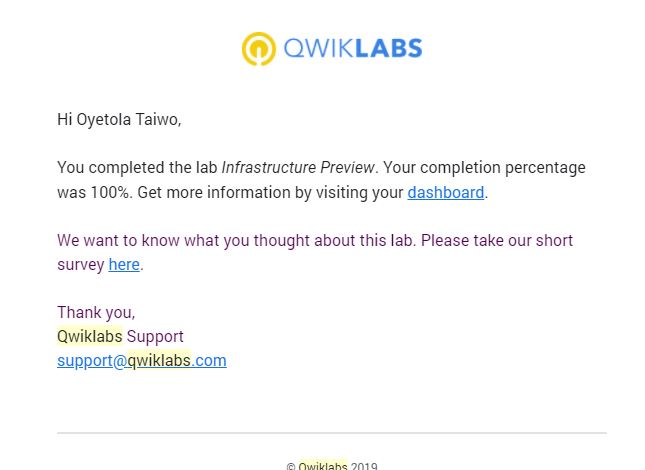 QWIKLABS
Hi Oyetola Taiwo,
You completed the lab Infrastructure Preview. Your completion percentage
was 100%. Get more information by visiting your dashboard.
We want to know what you thought about this lab. Please take our short
survey here.
Thank you,
Qwiklabs Support
support@qwiklabs.com
© Qwiklabs 2019